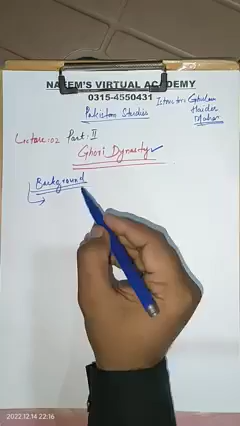 NAEEM'S VIRTUAL ACADEMY
0315-4550431
Pakistan Studies
Ghulam
Haider
Mahar
Lecture:02 Part:II
Ghori Dynasty
Background
2022.12.14 22:16